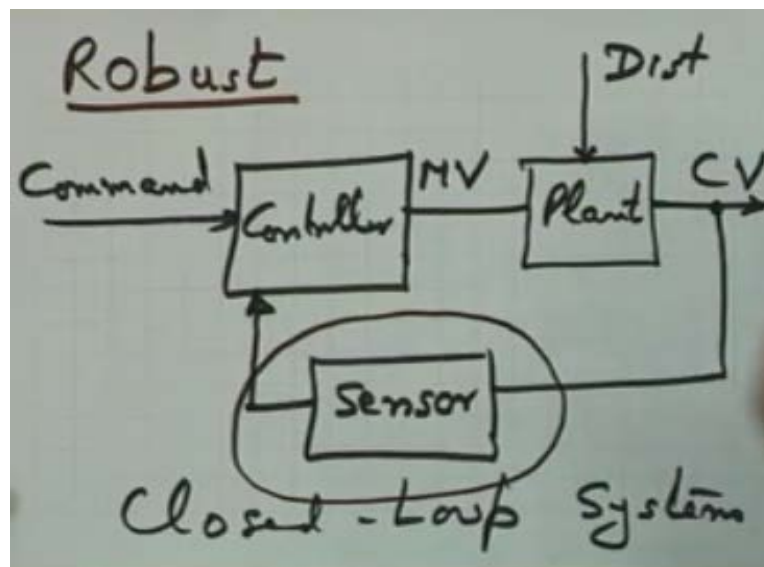 Robust
Dist
Command
Controller
MV
Plant
CV
Sensor
Closed-Loop System